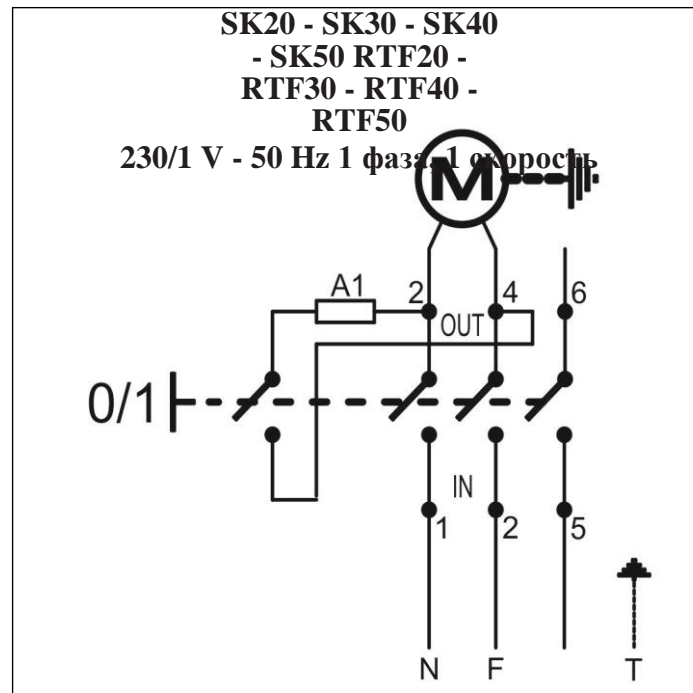 SK20 - SK30 - SK40
- SK50 RTF20 -
RTF30 - RTF40 -
RTF50
230/1 V - 50 Hz 1 фаза, 1 скорость
M
A1
2
4
6
OUT
0/1
IN
1
2
5
N
F
T